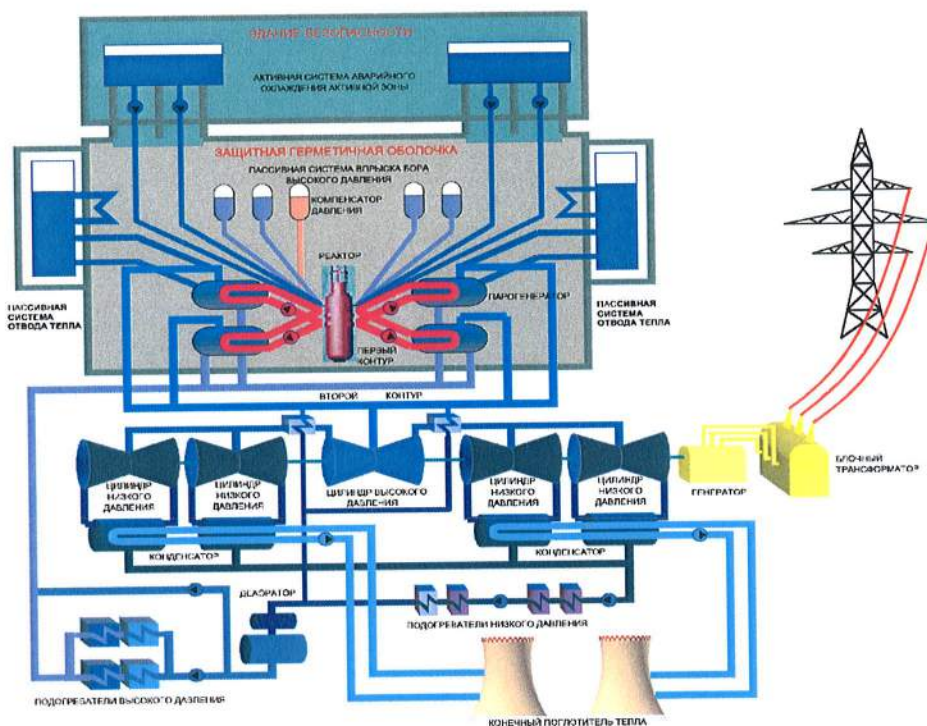 ЗДАНИЕ БЕЗОПАСНОСТИ
АКТИВНАЯ СИСТЕМА АВАРИЙНОГО
ОХЛАЖДЕНИЯ АКТИВНОЙ ЗОНЫ
ЗАЩИТНАЯ ГЕРМЕТИЧНАЯ ОБОЛОЧКА
ПАССИВНАЯ СИСТЕМА ВПРЫСКА БОРА
ВЫСОКОГО ДАВЛЕНИЯ
КОМПЕНСАТОР
ДАВЛЕНИЯ
РЕАКТОР
ПАРОГЕНЕРАТОР
ПАССИВНАЯ
СИСТЕМА
ОТВОДА ТЕПЛА
ПАССИВНАЯ
СИСТЕМА
ОТВОДА ТЕПЛА
ПЕРВЫЙ
КОНТУР
ВТОРОЙ КОНТУР
ЦИЛИНДР
НИЗКОГО
ДАВЛЕНИЯ
ЦИЛИНДР
НИЗКОГО
ДАВЛЕНИЯ
ЦИЛИНДР ВЫСОКОГО
ДАВЛЕНИЯ
ЦИЛИНДР
НИЗКОГО
ДАВЛЕНИЯ
ЦИЛИНДР
НИЗКОГО
ДАВЛЕНИЯ
ГЕНЕРАТОР
БЛОЧНЫЙ
ТРАНСФОРМАТОР
КОНДЕНСАТОР
КОНДЕНСАТОР
ДЕАЭРАТОР
ПОДОГРЕВАТЕЛИ НИЗКОГО ДАВЛЕНИЯ
ПОДОГРЕВАТЕЛИ ВЫСОКОГО ДАВЛЕНИЯ
КОНЕЧНЫЙ ПОГЛОТИТЕЛЬ ТЕПЛА